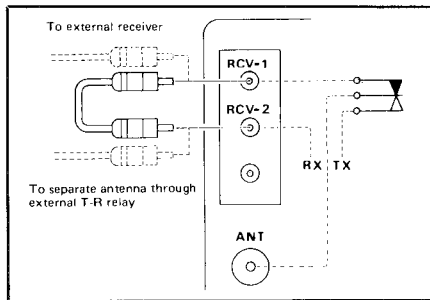 To external receiver
RCV-1
RCV-2
RX TX
To separate antenna through
external T-R relay
ANT